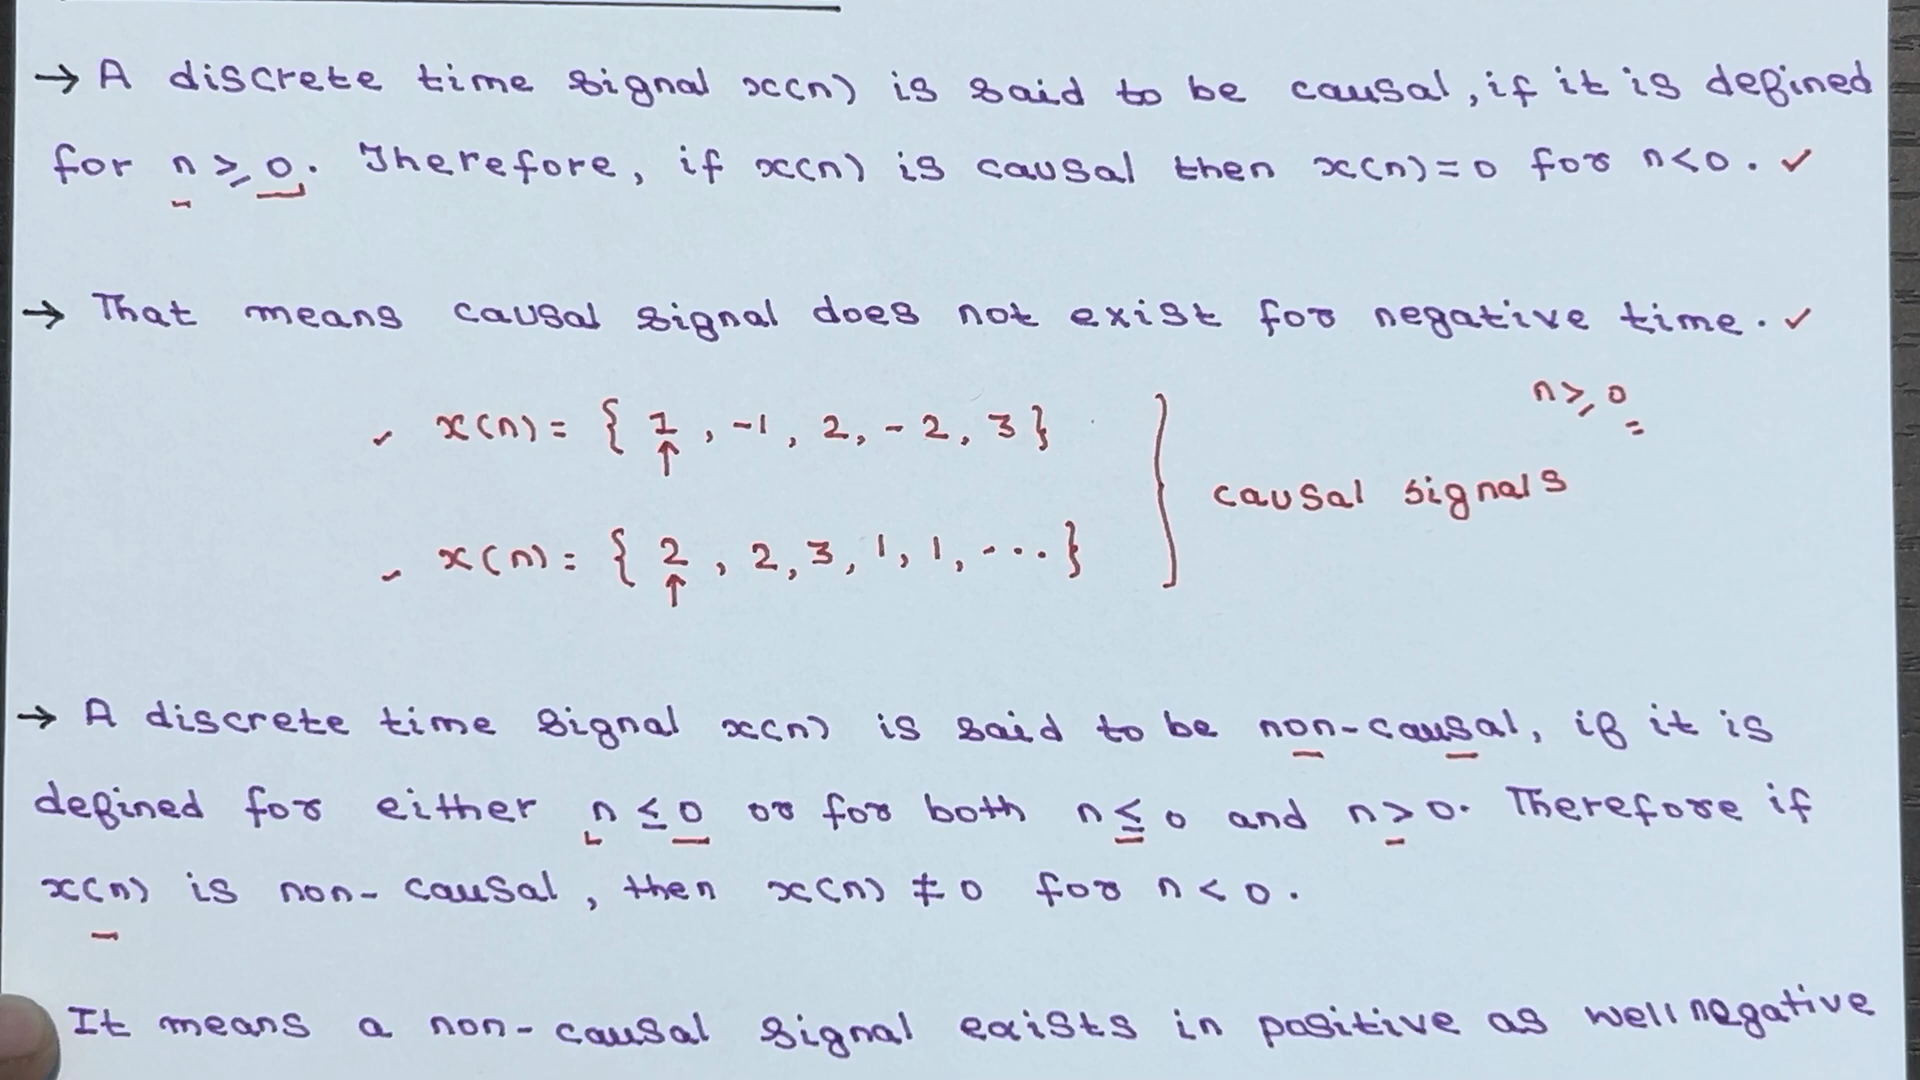 → A discrete time signal x(n) is said to be causal, if it is defined
for n ≥ 0. Therefore, if x(n) is causal then x(n) = 0 for n < 0. ✓
→ That means causal signal does not exist for negative time. ✓
n ≥ 0
✓ x(n) = { 1, -1, 2, -2, 3 }
↑
causal signals
✓ x(n) = { 2, 2, 3, 1, 1, ... }
↑
→ A discrete time signal x(n) is said to be non-causal, if it is
defined for either n ≤ 0 or for both n ≤ 0 and n > 0. Therefore if
x(n) is non-causal, then x(n) ≠ 0 for n < 0.
It means a non-causal signal exists in positive as well negative